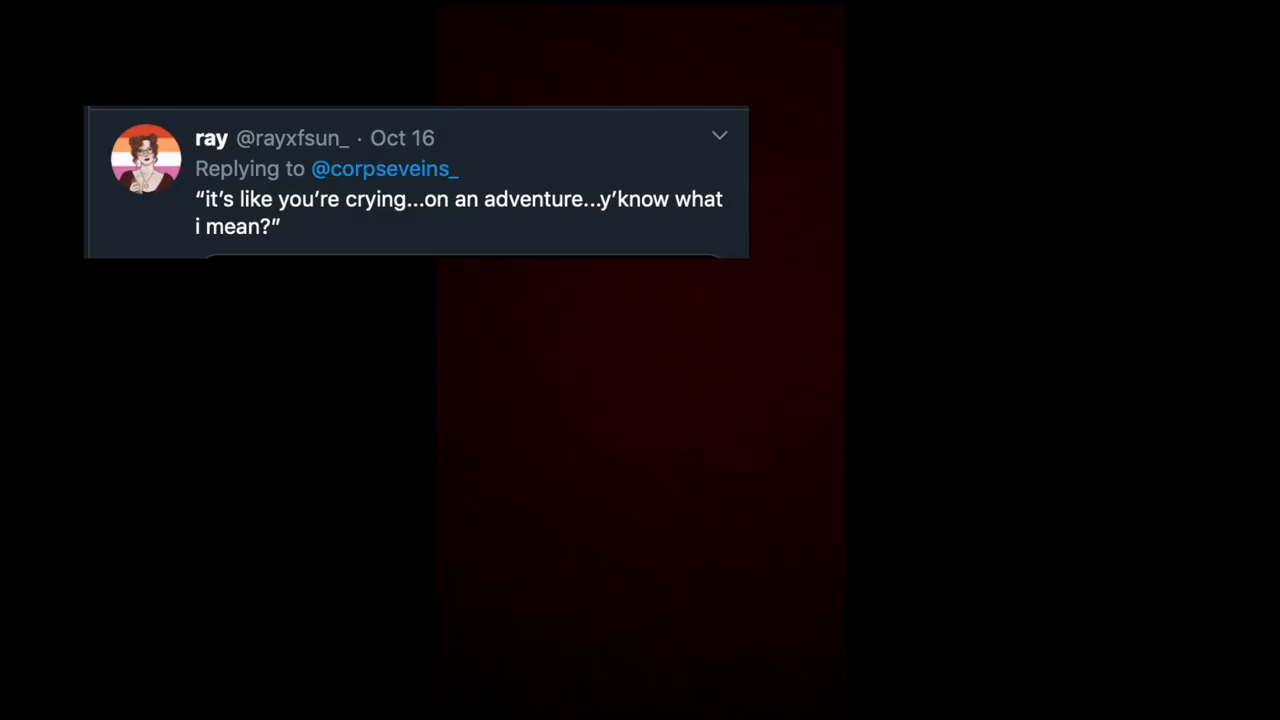 ray @rayxfsun_ · Oct 16
Replying to @corpseveins_
“it’s like you’re crying...on an adventure...y’know what
i mean?”